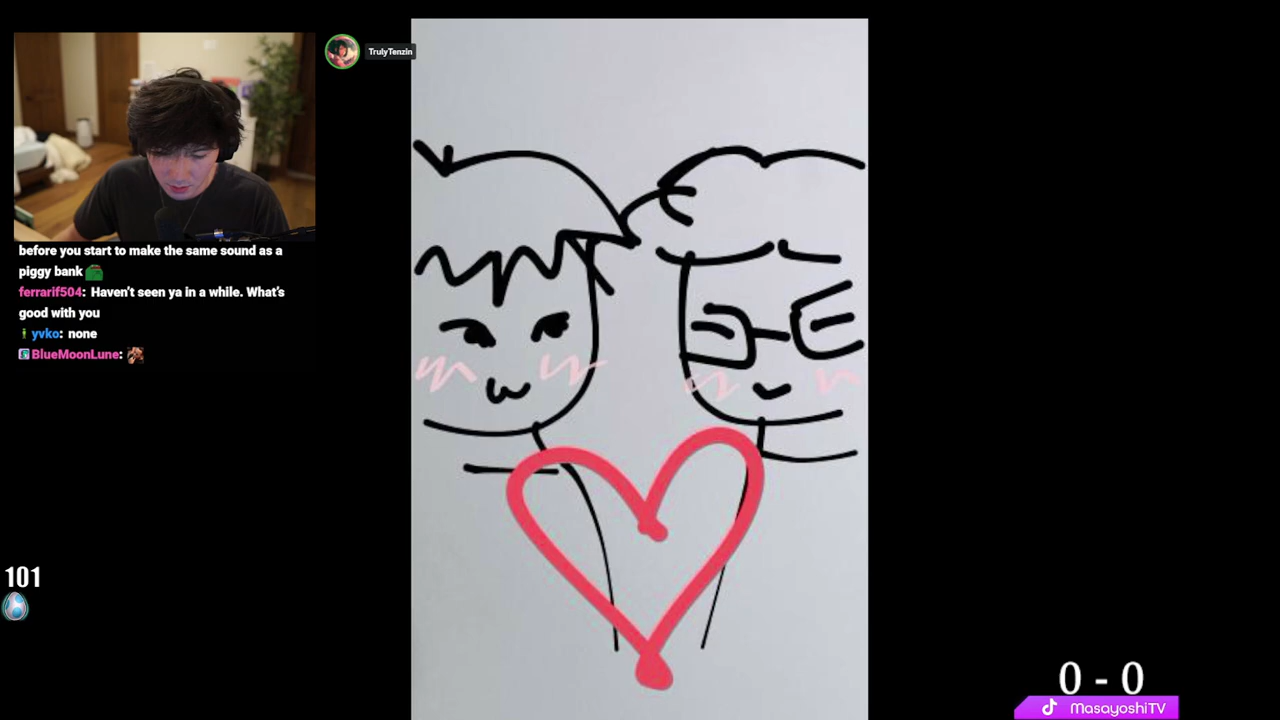 TrulyTenzin
before you start to make the same sound as a
piggy bank
ferrarif504: Haven't seen ya in a while. What's
good with you
yvko: none
BlueMoonLune:
101
0 - 0
MasayoshiTV